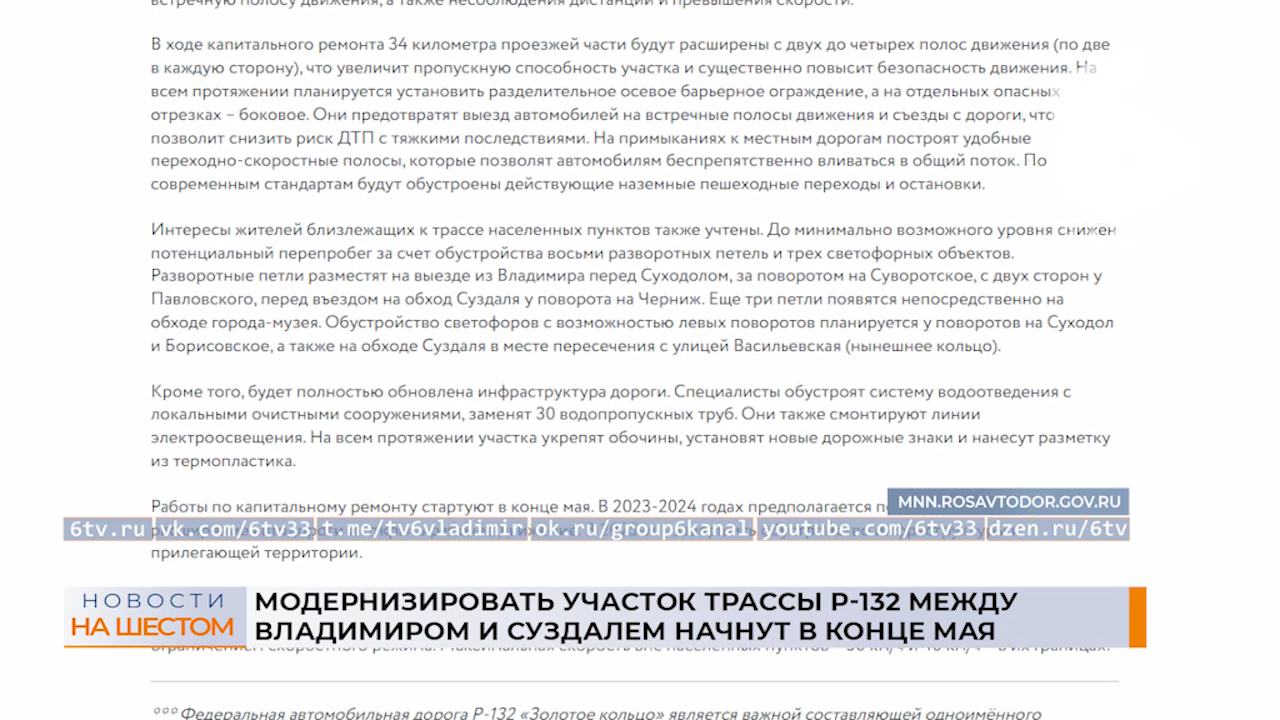 встречную полосу движения, а также несоблюдения дистанции и превышения скорости.
В ходе капитального ремонта 34 километра проезжей части будут расширены с двух до четырех полос движения (по две
в каждую сторону), что увеличит пропускную способность участка и существенно повысит безопасность движения. На
всем протяжении планируется установить разделительное осевое барьерное ограждение, а на отдельных опасных
отрезках – боковое. Они предотвратят выезд автомобилей на встречные полосы движения и съезды с дороги, что
позволит снизить риск ДТП с тяжкими последствиями. На примыканиях к местным дорогам построят удобные
переходно-скоростные полосы, которые позволят автомобилям беспрепятственно вливаться в общий поток. По
современным стандартам будут обустроены действующие наземные пешеходные переходы и остановки.
Интересы жителей близлежащих к трассе населенных пунктов также учтены. До минимально возможного уровня снижен
потенциальный перепробег за счет обустройства восьми разворотных петель и трех светофорных объектов.
Разворотные петли разместят на выезде из Владимира перед Суходолом, за поворотом на Суворотское, с двух сторон у
Павловского, перед въездом на обход Суздаля у поворота на Черниж. Еще три петли появятся непосредственно на
обходе города-музея. Обустройство светофоров с возможностью левых поворотов планируется у поворотов на Суходол
и Борисовское, а также на обходе Суздаля в месте пересечения с улицей Васильевская (нынешнее кольцо).
Кроме того, будет полностью обновлена инфраструктура дороги. Специалисты обустроят систему водоотведения с
локальными очистными сооружениями, заменят 30 водопропускных труб. Они также смонтируют линии
электроосвещения. На всем протяжении участка укрепят обочины, установят новые дорожные знаки и нанесут разметку
из термопластика.
Работы по капитальному ремонту стартуют в конце мая. В 2023-2024 годах предполагается
MNN.ROSAVTODOR.GOV.RU
6tv.ru vk.com/6tv33 t.me/tv6vladimir ok.ru/group6kanal youtube.com/6tv33 dzen.ru/6tv
прилегающей территории.
НОВОСТИ
НА ШЕСТОМ
МОДЕРНИЗИРОВАТЬ УЧАСТОК ТРАССЫ Р-132 МЕЖДУ
ВЛАДИМИРОМ И СУЗДАЛЕМ НАЧНУТ В КОНЦЕ МАЯ
*** Федеральная автомобильная дорога Р-132 «Золотое кольцо» является важной составляющей одноимённого